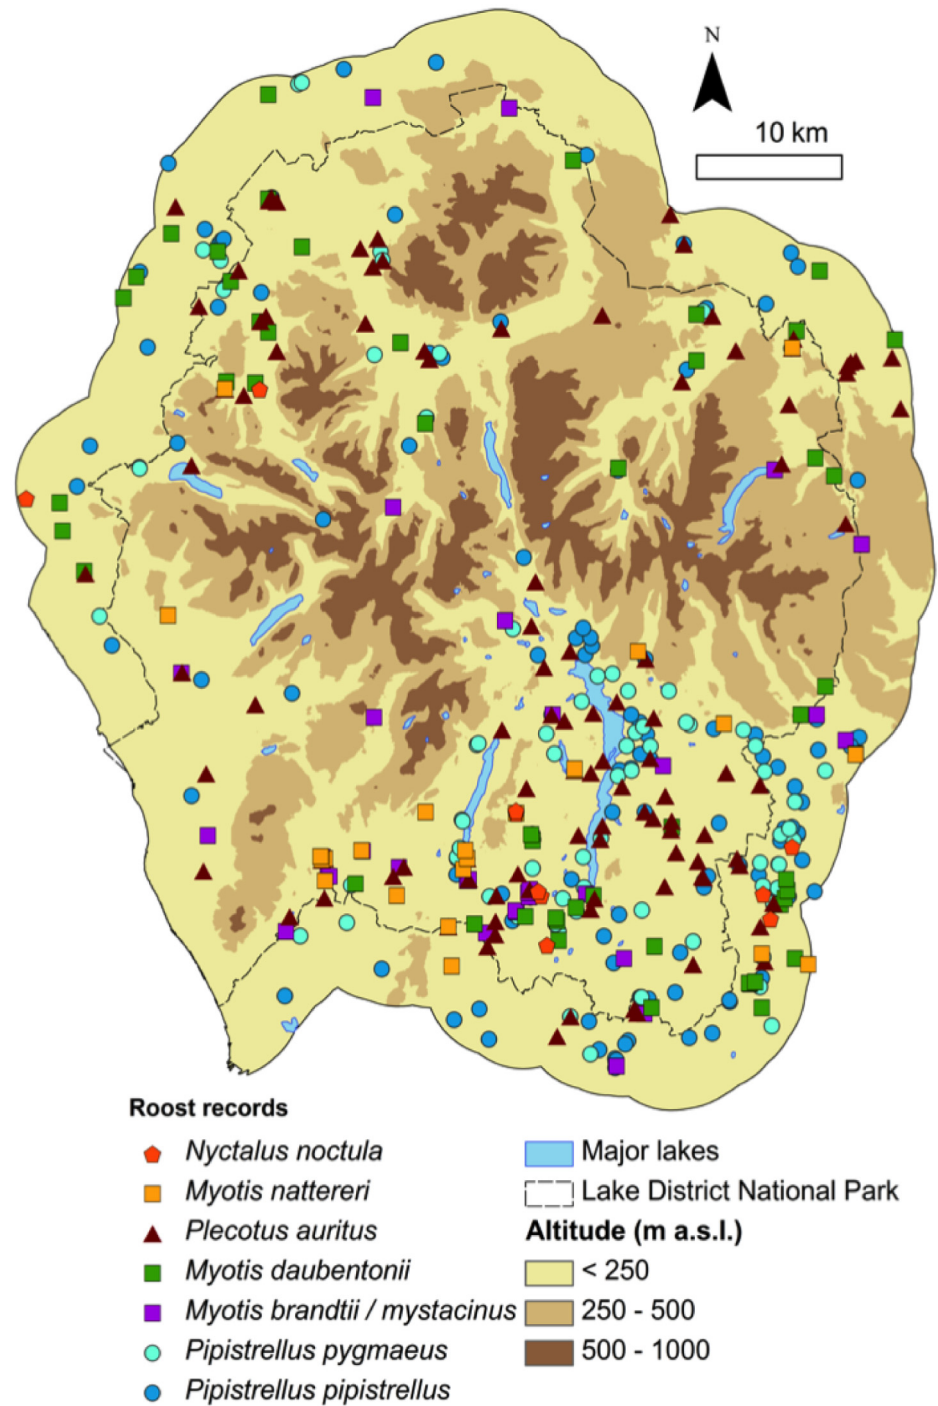 N
10 km
Roost records
Nyctalus noctula
Myotis nattereri
Plecotus auritus
Myotis daubentonii
Myotis brandtii / mystacinus
Pipistrellus pygmaeus
Pipistrellus pipistrellus
Major lakes
Lake District National Park
Altitude (m a.s.l.)
< 250
250 - 500
500 - 1000